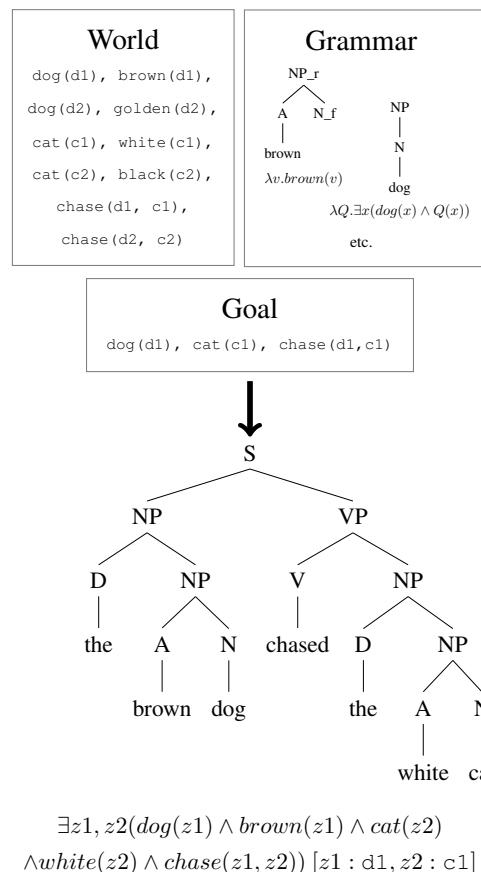 World
dog(d1), brown(d1),
dog(d2), golden(d2),
cat(c1), white(c1),
cat(c2), black(c2),
chase(d1, c1),
chase(d2, c2)
Grammar
NP_r
A N_f
brown
λv.brown(v)
NP
N
dog
λQ.∃x(dog(x) ∧ Q(x))
etc.
Goal
dog(d1), cat(c1), chase(d1,c1)
S
NP VP
D NP V NP
the A N chased D NP
brown dog the A
white
∃z1, z2(dog(z1) ∧ brown(z1) ∧ cat(z2)
∧white(z2) ∧ chase(z1, z2)) [z1 : d1, z2 : c1]